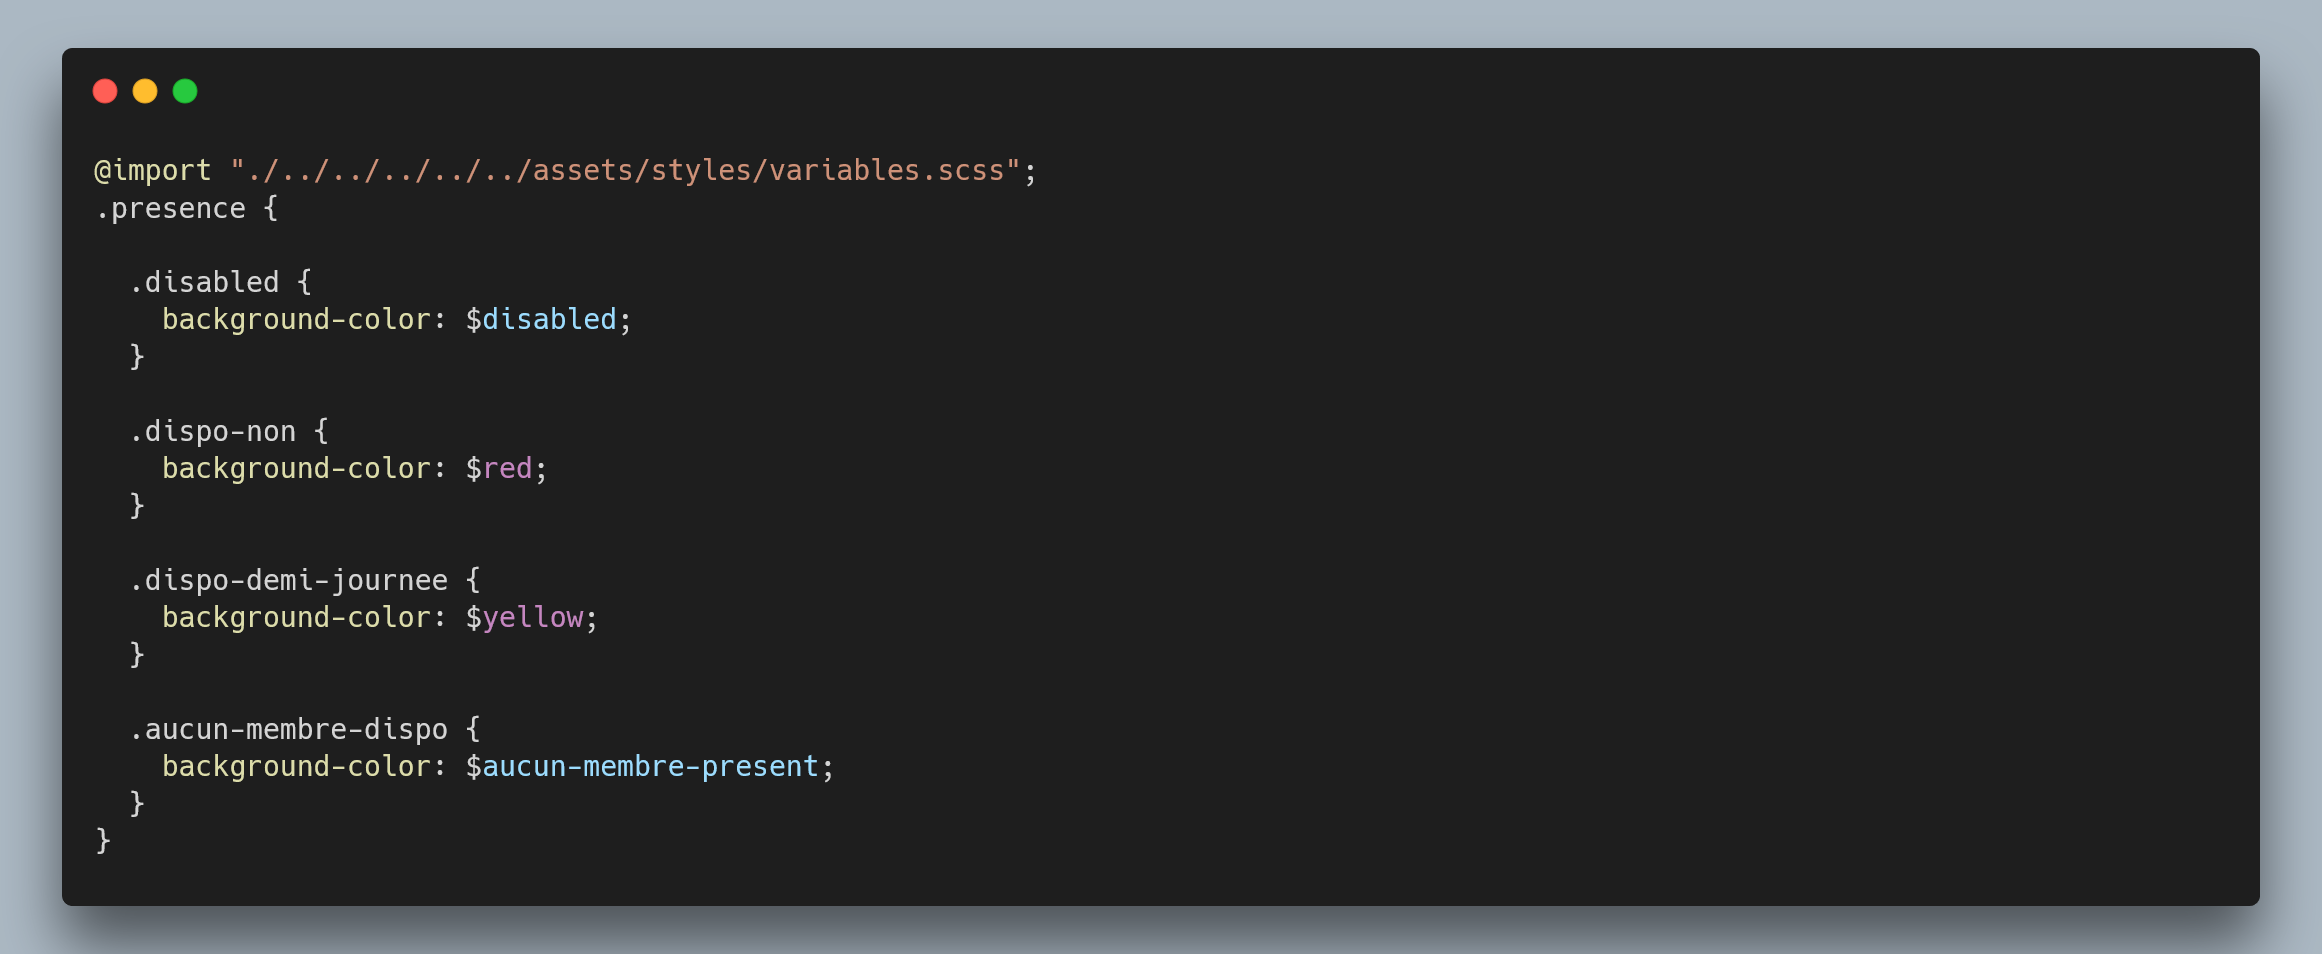 @import "./../../../../../assets/styles/variables.scss";
.presence {

  .disabled {
    background-color: $disabled;
  }

  .dispo-non {
    background-color: $red;
  }

  .dispo-demi-journee {
    background-color: $yellow;
  }

  .aucun-membre-dispo {
    background-color: $aucun-membre-present;
  }
}